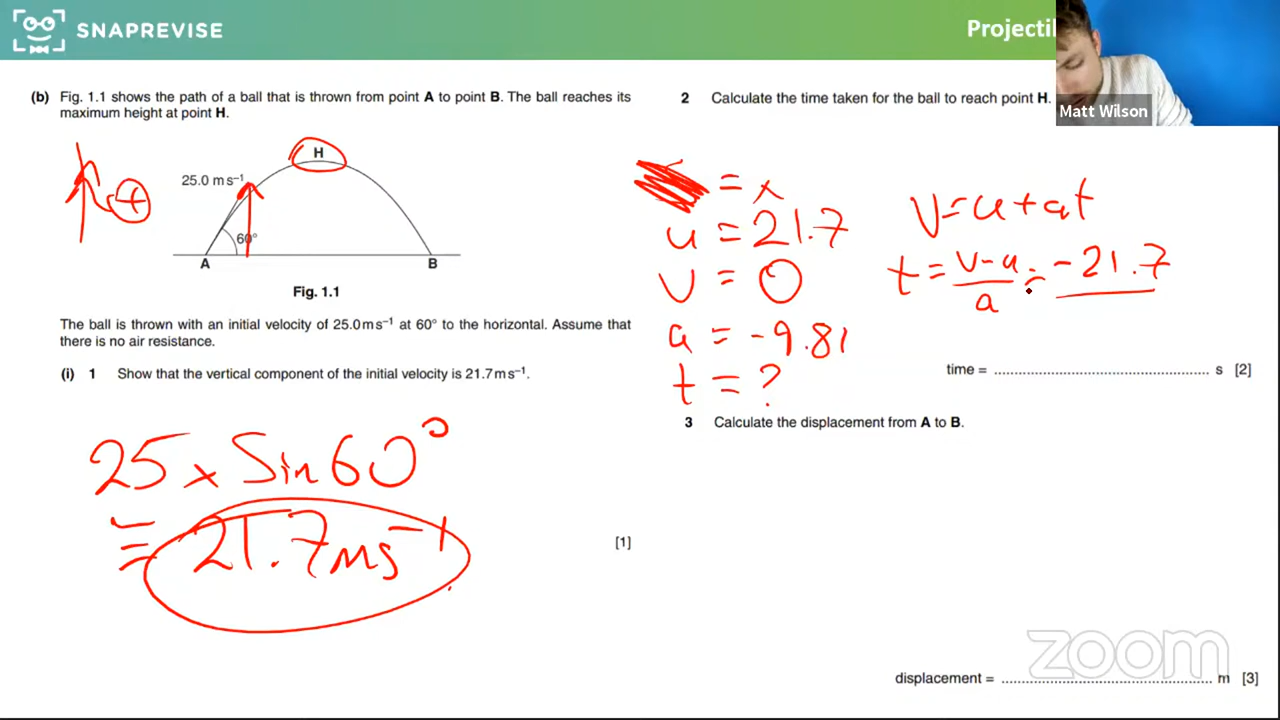 SNAPREVISE
Projectil
Matt Wilson
(b) Fig. 1.1 shows the path of a ball that is thrown from point A to point B. The ball reaches its
maximum height at point H.
H
25.0 m s⁻¹
60°
A
B
Fig. 1.1
+
The ball is thrown with an initial velocity of 25.0 m s⁻¹ at 60° to the horizontal. Assume that
there is no air resistance.
(i) 1 Show that the vertical component of the initial velocity is 21.7 m s⁻¹.
25 × Sin 60°
= 21.7 ms⁻¹
[1]
2 Calculate the time taken for the ball to reach point H.
= x
u = 21.7
v = 0
a = -9.81
t = ?
V = u + at
t = v-u/a = -21.7
time = ........................................ s [2]
3 Calculate the displacement from A to B.
displacement = ........................................ m [3]
zoom